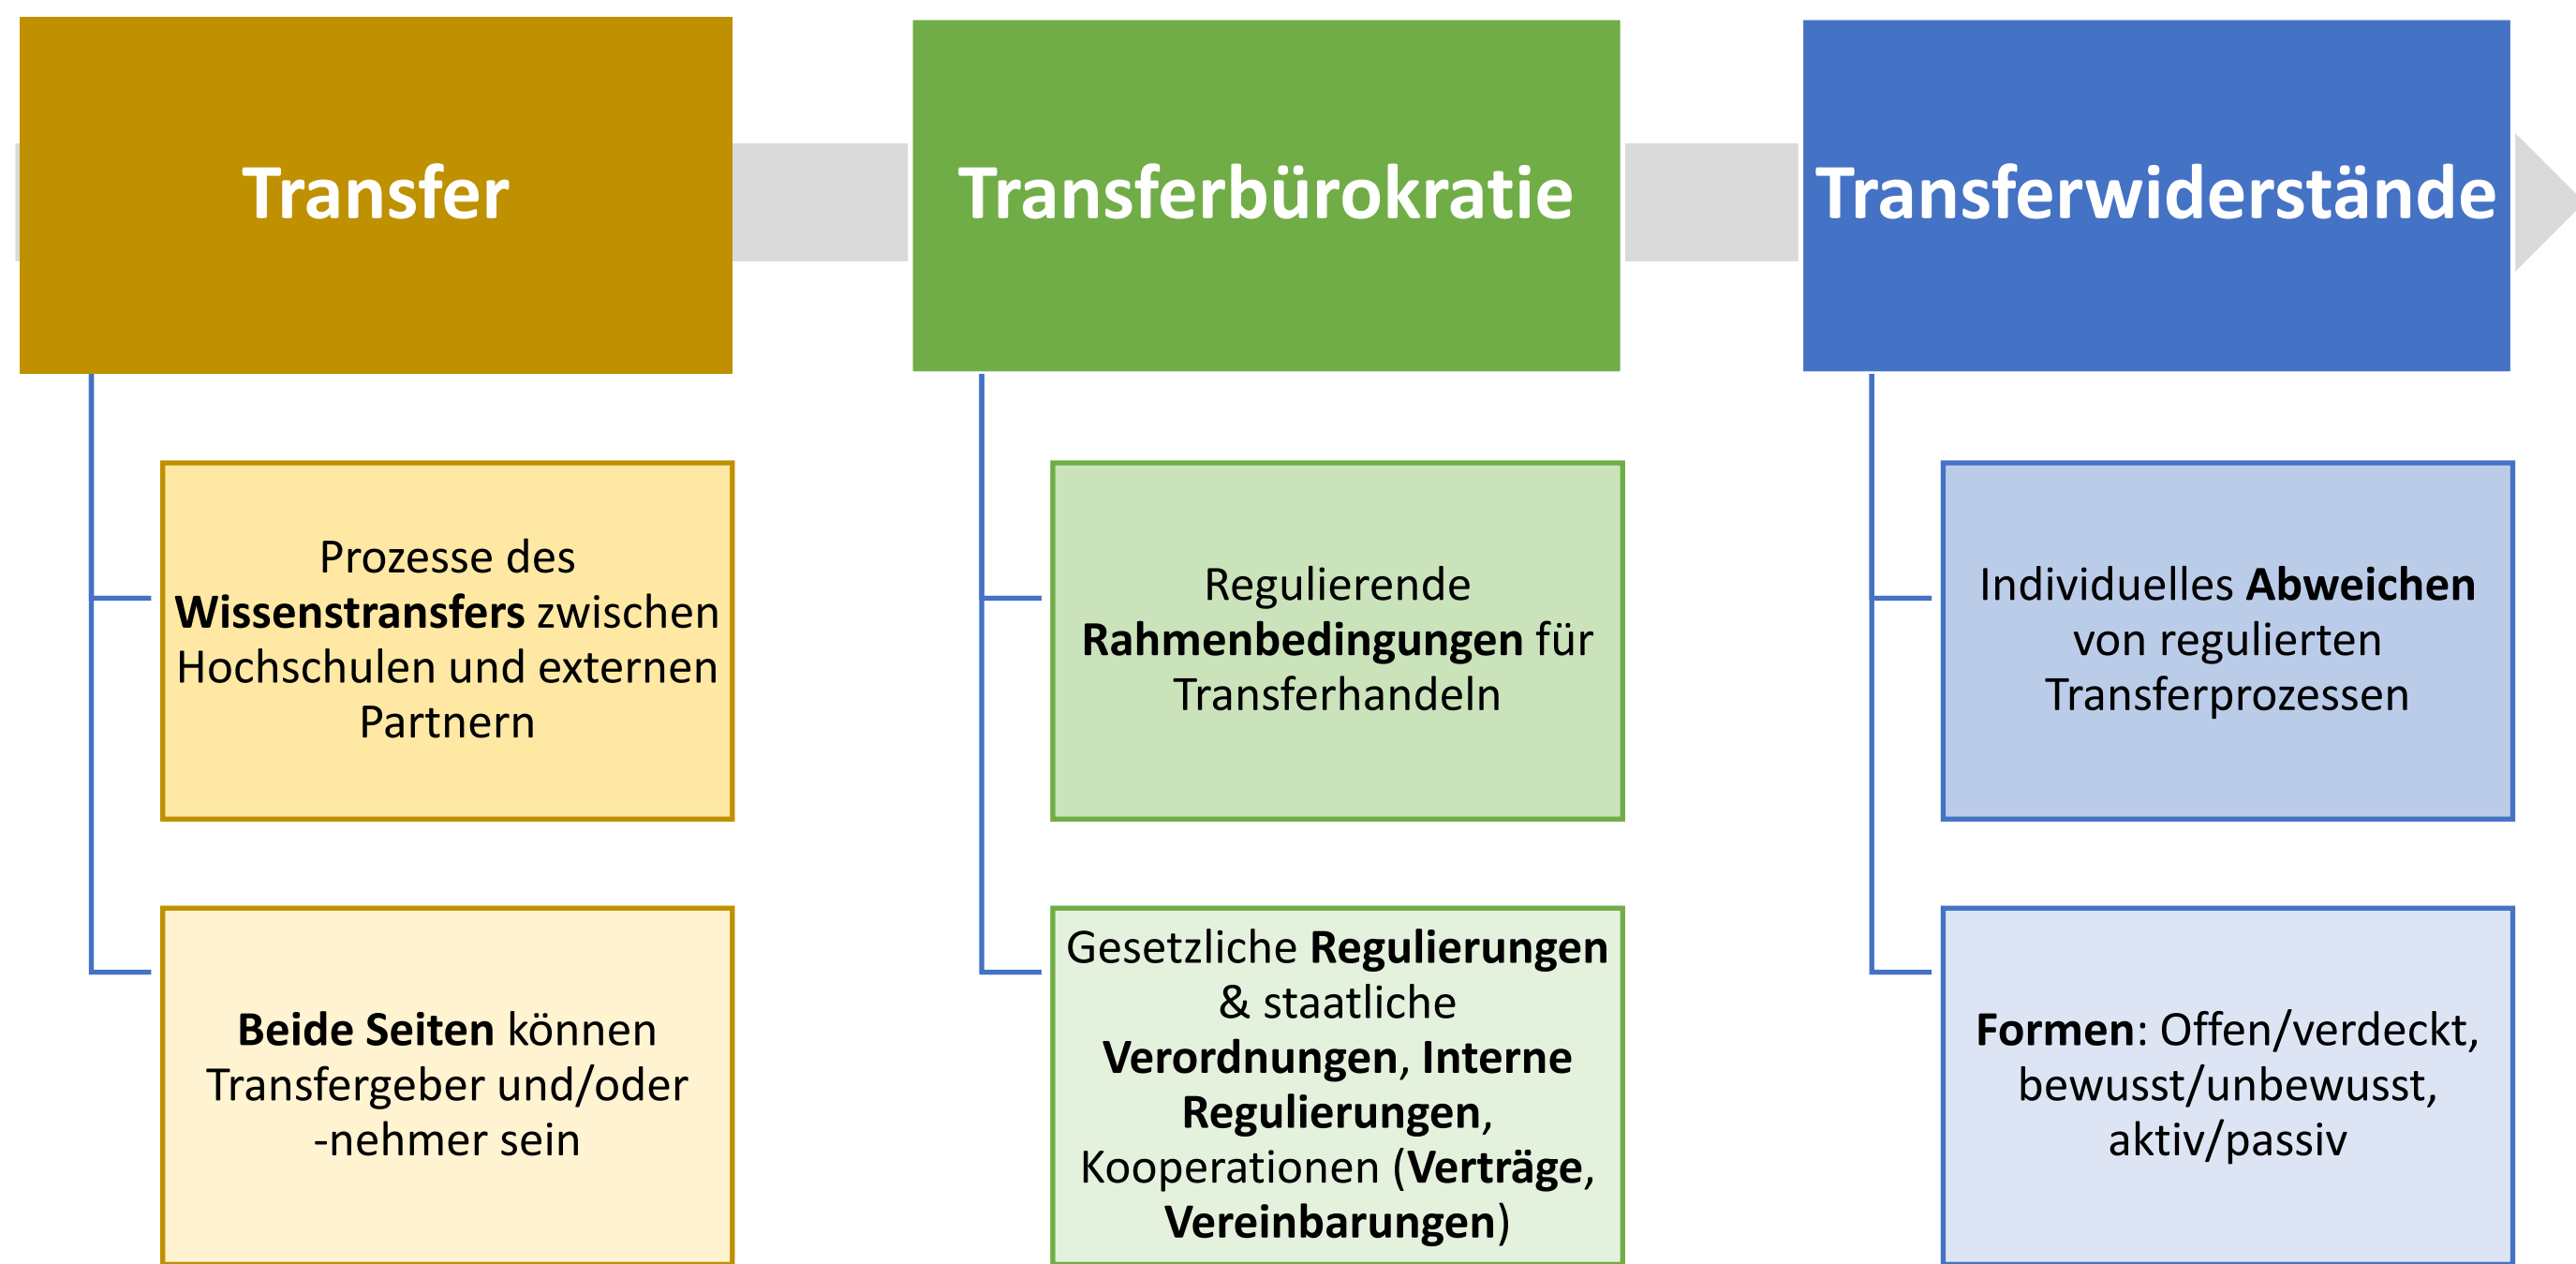 Transfer
Prozesse des
Wissenstransfers zwischen
Hochschulen und externen
Partnern
Beide Seiten können
Transfergeber und/oder
-nehmer sein
Transferbürokratie
Regulierende
Rahmenbedingungen für
Transferhandeln
Gesetzliche Regulierungen
& staatliche
Verordnungen, Interne
Regulierungen,
Kooperationen (Verträge,
Vereinbarungen)
Transferwiderstände
Individuelles Abweichen
von regulierten
Transferprozessen
Formen: Offen/verdeckt,
bewusst/unbewusst,
aktiv/passiv